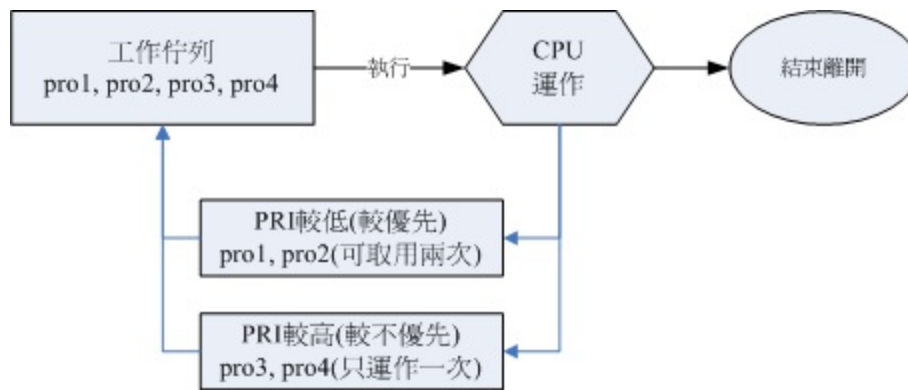 工作佇列
pro1, pro2, pro3, pro4
執行
CPU
運作
結束離開
PRI較低(較優先)
pro1, pro2(可取用兩次)
PRI較高(較不優先)
pro3, pro4(只運作一次)